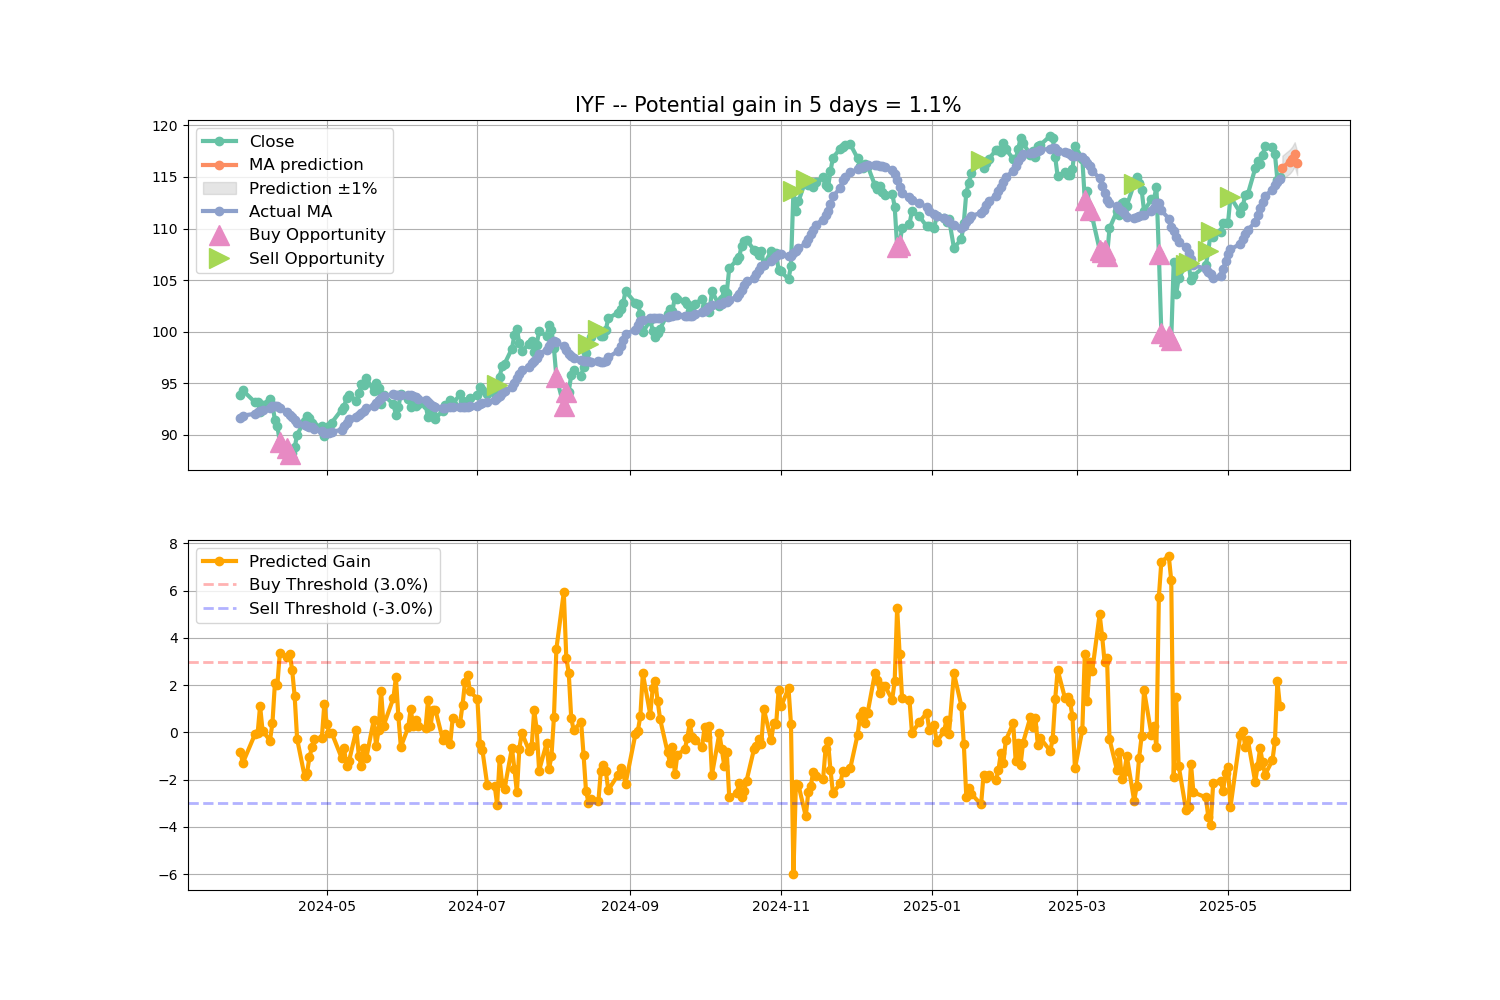 IYF -- Potential gain in 5 days = 1.1%
120
115
110
105
100
95
90
Close
MA prediction
Prediction ±1%
Actual MA
Buy Opportunity
Sell Opportunity
8
6
4
2
0
−2
−4
−6
Predicted Gain
Buy Threshold (3.0%)
Sell Threshold (-3.0%)
2024-05
2024-07
2024-09
2024-11
2025-01
2025-03
2025-05